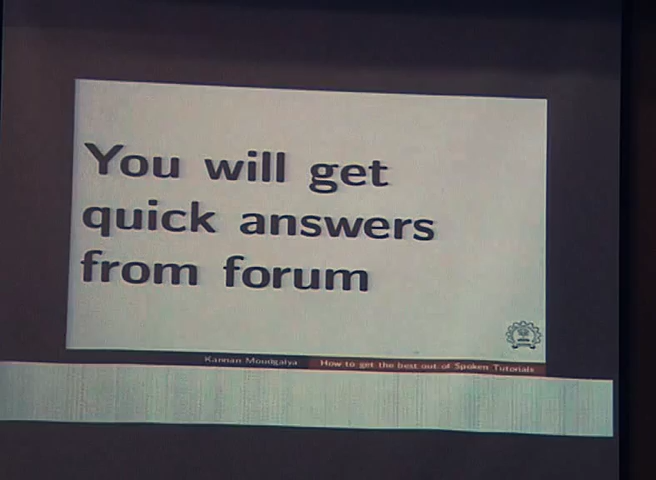 You will get
quick answers
from forum
Kannan Moudgalya How to get the best out of Spoken Tutorials